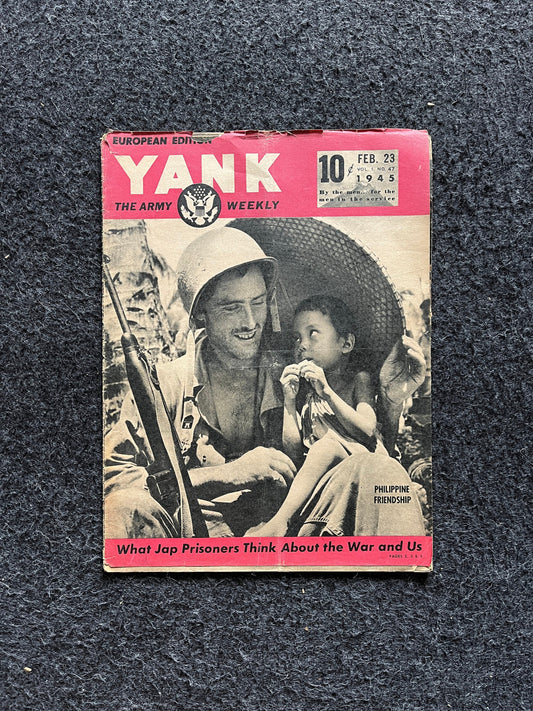 EUROPEAN EDITION
YANK
THE ARMY WEEKLY
10¢
FEB. 23
VOL. 1, NO. 47
1945
By the men... for the
men in the service
PHILIPPINE
FRIENDSHIP
What Jap Prisoners Think About the War and Us